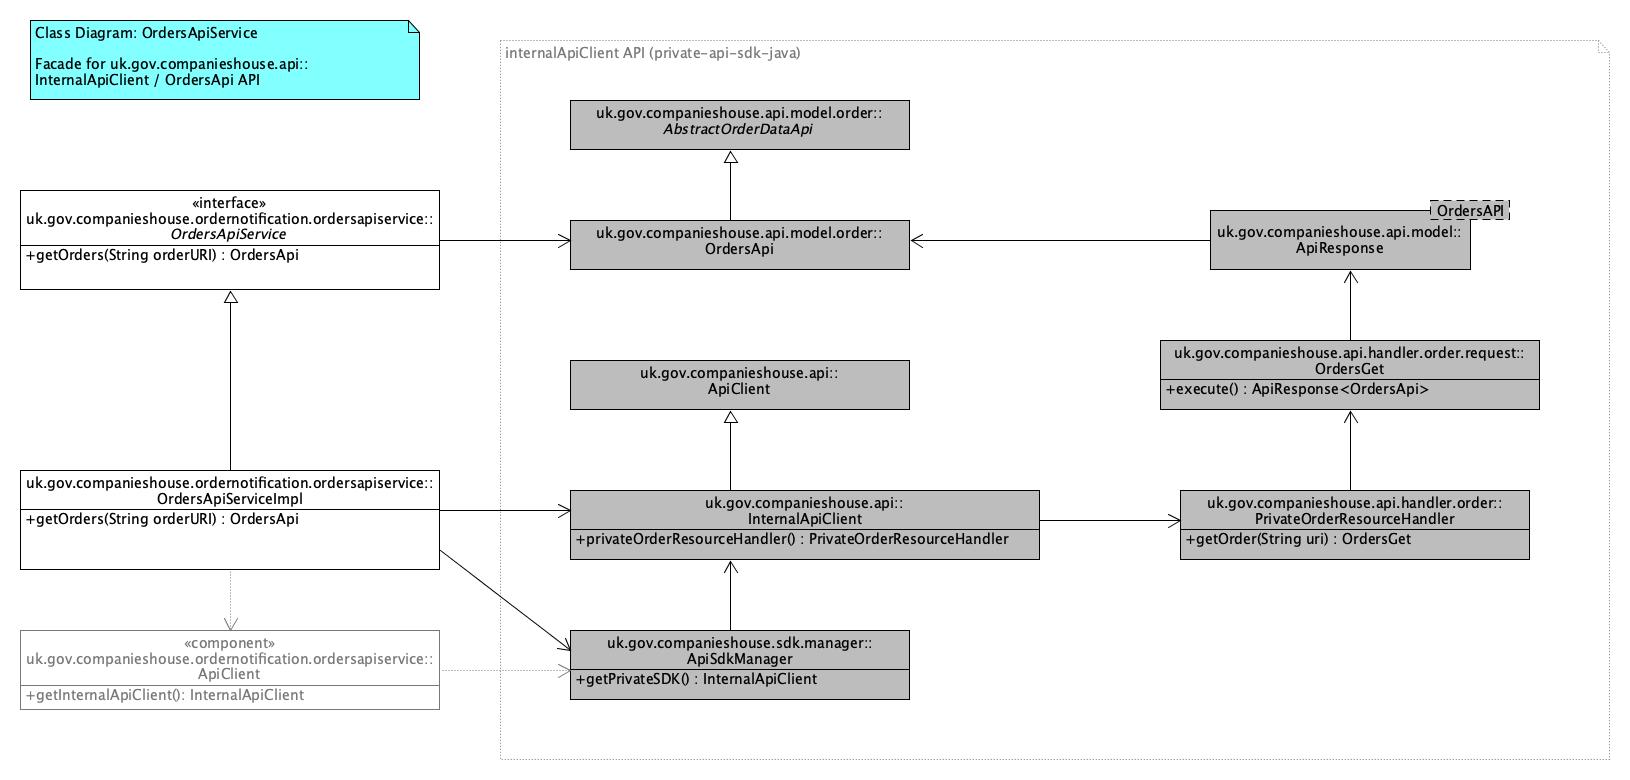 Class Diagram: OrdersApiService
Facade for uk.gov.companieshouse.api::
InternalApiClient / OrdersApi API
internalApiClient API (private-api-sdk-java)
uk.gov.companieshouse.api.model.order::
AbstractOrderDataApi
«interface»
uk.gov.companieshouse.ordernotification.ordersapiservice::
OrdersApiService
+getOrders(String orderURI) : OrdersApi
uk.gov.companieshouse.api.model.order::
OrdersApi
OrdersAPI
uk.gov.companieshouse.api.model::
ApiResponse
uk.gov.companieshouse.api::
ApiClient
uk.gov.companieshouse.api.handler.order.request::
OrdersGet
+execute() : ApiResponse<OrdersApi>
uk.gov.companieshouse.ordernotification.ordersapiservice::
OrdersApiServiceImpl
+getOrders(String orderURI) : OrdersApi
uk.gov.companieshouse.api::
InternalApiClient
+privateOrderResourceHandler() : PrivateOrderResourceHandler
uk.gov.companieshouse.api.handler.order::
PrivateOrderResourceHandler
+getOrder(String uri) : OrdersGet
«component»
uk.gov.companieshouse.ordernotification.ordersapiservice::
ApiClient
+getInternalApiClient(): InternalApiClient
uk.gov.companieshouse.sdk.manager::
ApiSdkManager
+getPrivateSDK() : InternalApiClient